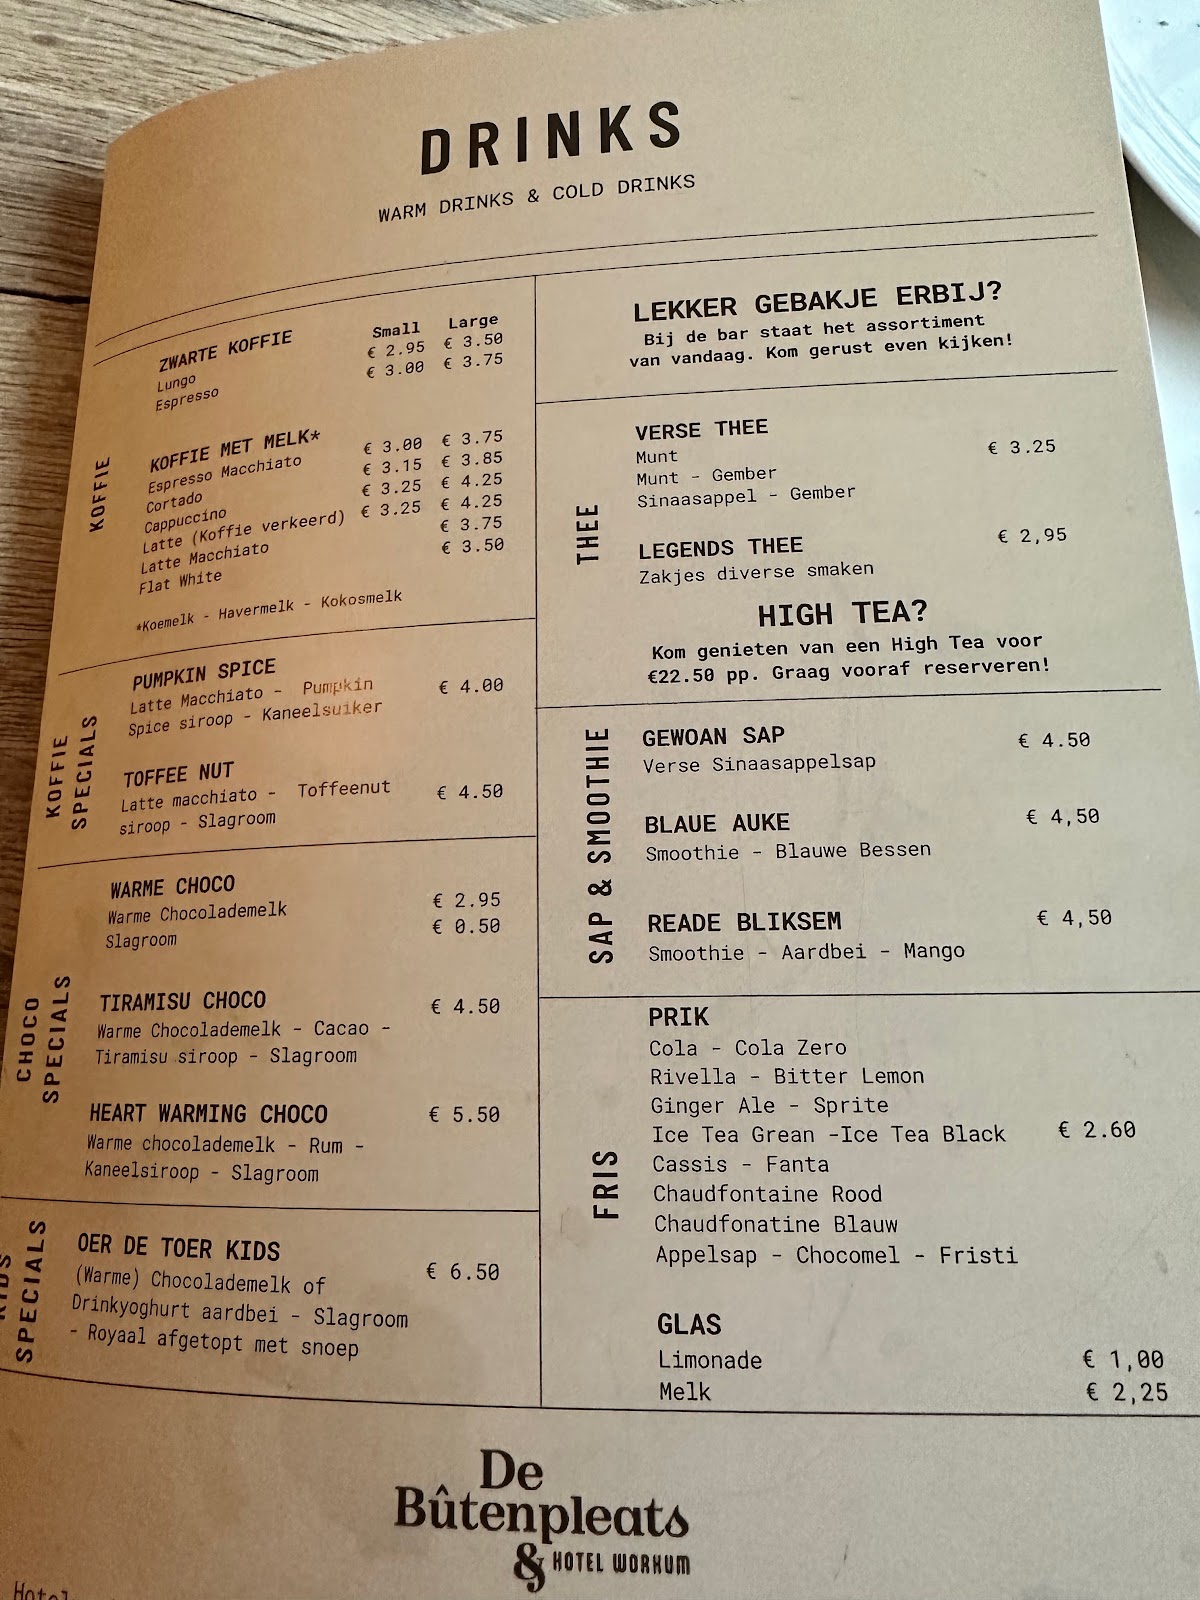 DRINKS
WARM DRINKS & COLD DRINKS
KOFFIE
Small Large
ZWARTE KOFFIE
Lungo € 2.95 € 3.50
Espresso € 3.00 € 3.75
KOFFIE MET MELK*
Espresso Macchiato € 3.00 € 3.75
Cortado € 3.15 € 3.85
Cappuccino € 3.25 € 4.25
Latte (Koffie verkeerd) € 3.25 € 4.25
Latte Macchiato € 3.75
Flat White € 3.50
*Koemelk - Havermelk - Kokosmelk
KOFFIE
SPECIALS
PUMPKIN SPICE
Latte Macchiato - Pumpkin € 4.00
Spice siroop - Kaneelsuiker
TOFFEE NUT
Latte macchiato - Toffeenut € 4.50
siroop - Slagroom
CHOCO
SPECIALS
WARME CHOCO
Warme Chocolademelk € 2.95
Slagroom € 0.50
TIRAMISU CHOCO € 4.50
Warme Chocolademelk - Cacao -
Tiramisu siroop - Slagroom
HEART WARMING CHOCO € 5.50
Warme chocolademelk - Rum -
Kaneelsiroop - Slagroom
KIDS
SPECIALS
OER DE TOER KIDS € 6.50
(Warme) Chocolademelk of
Drinkyoghurt aardbei - Slagroom
- Royaal afgetopt met snoep
LEKKER GEBAKJE ERBIJ?
Bij de bar staat het assortiment
van vandaag. Kom gerust even kijken!
THEE
VERSE THEE
Munt € 3.25
Munt - Gember
Sinaasappel - Gember
LEGENDS THEE € 2,95
Zakjes diverse smaken
HIGH TEA?
Kom genieten van een High Tea voor
€22.50 pp. Graag vooraf reserveren!
SAP & SMOOTHIE
GEWOAN SAP € 4.50
Verse Sinaasappelsap
BLAUE AUKE € 4,50
Smoothie - Blauwe Bessen
READE BLIKSEM € 4,50
Smoothie - Aardbei - Mango
FRIS
PRIK
Cola - Cola Zero
Rivella - Bitter Lemon
Ginger Ale - Sprite
Ice Tea Grean -Ice Tea Black € 2.60
Cassis - Fanta
Chaudfontaine Rood
Chaudfonatine Blauw
Appelsap - Chocomel - Fristi
GLAS
Limonade € 1,00
Melk € 2,25
De
Bûtenpleats
& HOTEL WORKUM
Hotel